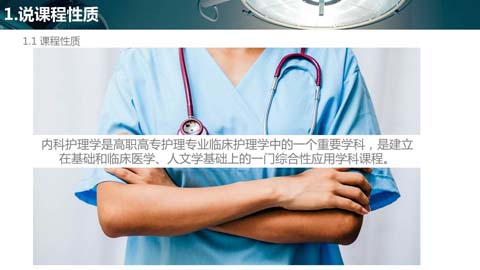 1.说课程性质
1.1 课程性质
内科护理学是高职高专护理专业临床护理学中的一个重要学科，是建立
在基础和临床医学、人文学基础上的一门综合性应用学科课程。